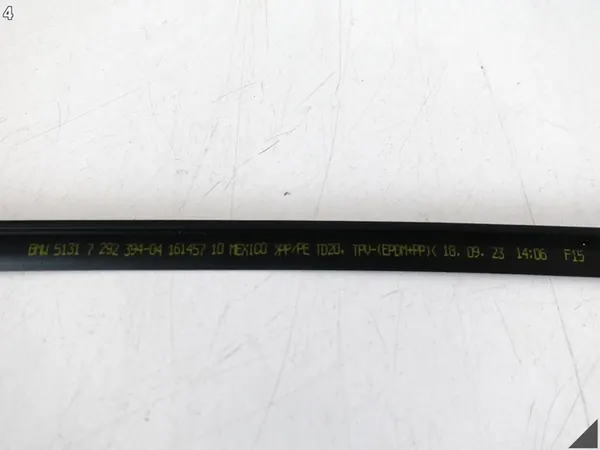 4
BMW 5131 7 292 394-04 161457 10 MEXICO >PP/PE TD20, TPV-(EPDM+PP)< 18. 09. 23 14:06 F15